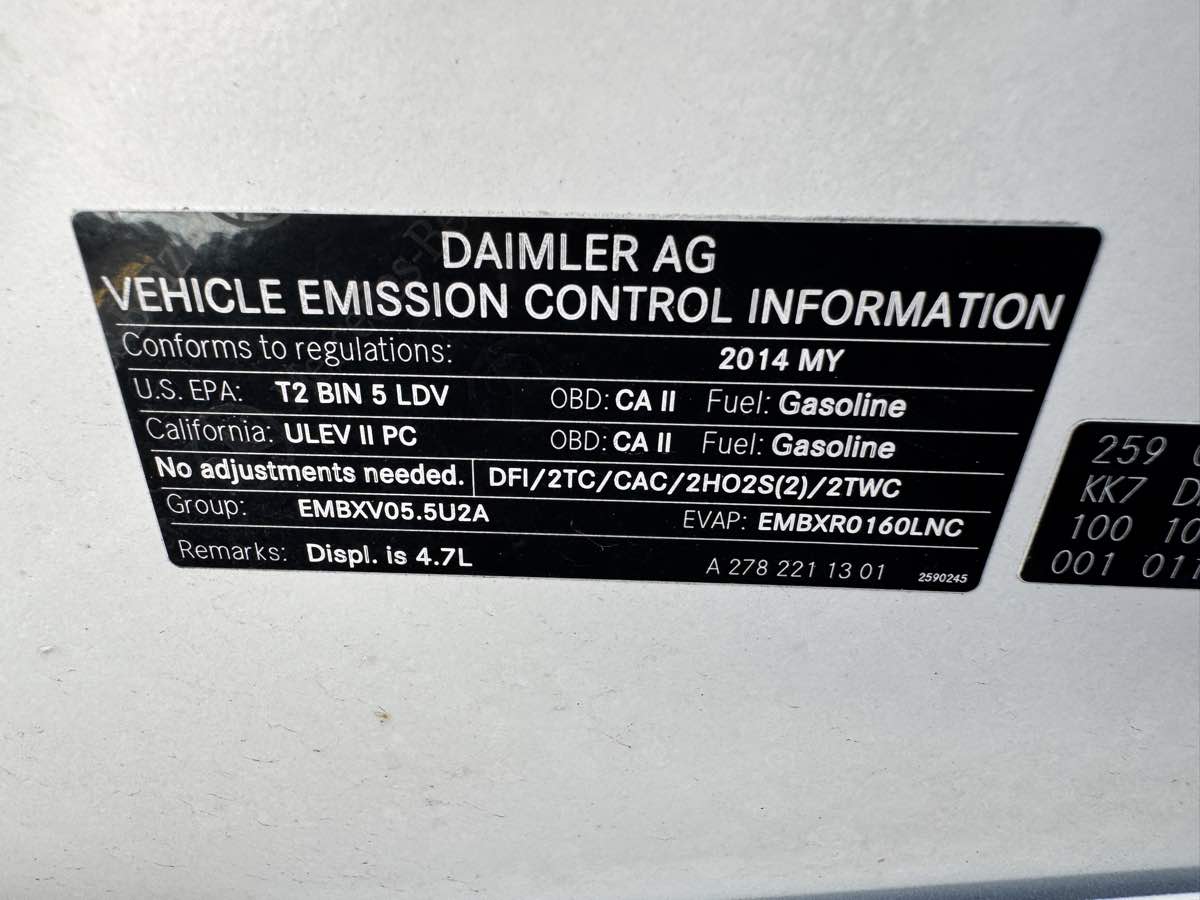 DAIMLER AG
VEHICLE EMISSION CONTROL INFORMATION
Conforms to regulations: 2014 MY
U.S. EPA: T2 BIN 5 LDV OBD: CA II Fuel: Gasoline
California: ULEV II PC OBD: CA II Fuel: Gasoline
No adjustments needed. DFI/2TC/CAC/2HO2S(2)/2TWC
Group: EMBXV05.5U2A EVAP: EMBXR0160LNC
Remarks: Displ. is 4.7L A 278 221 13 01 2590245
259
KK7
100 10
001 011